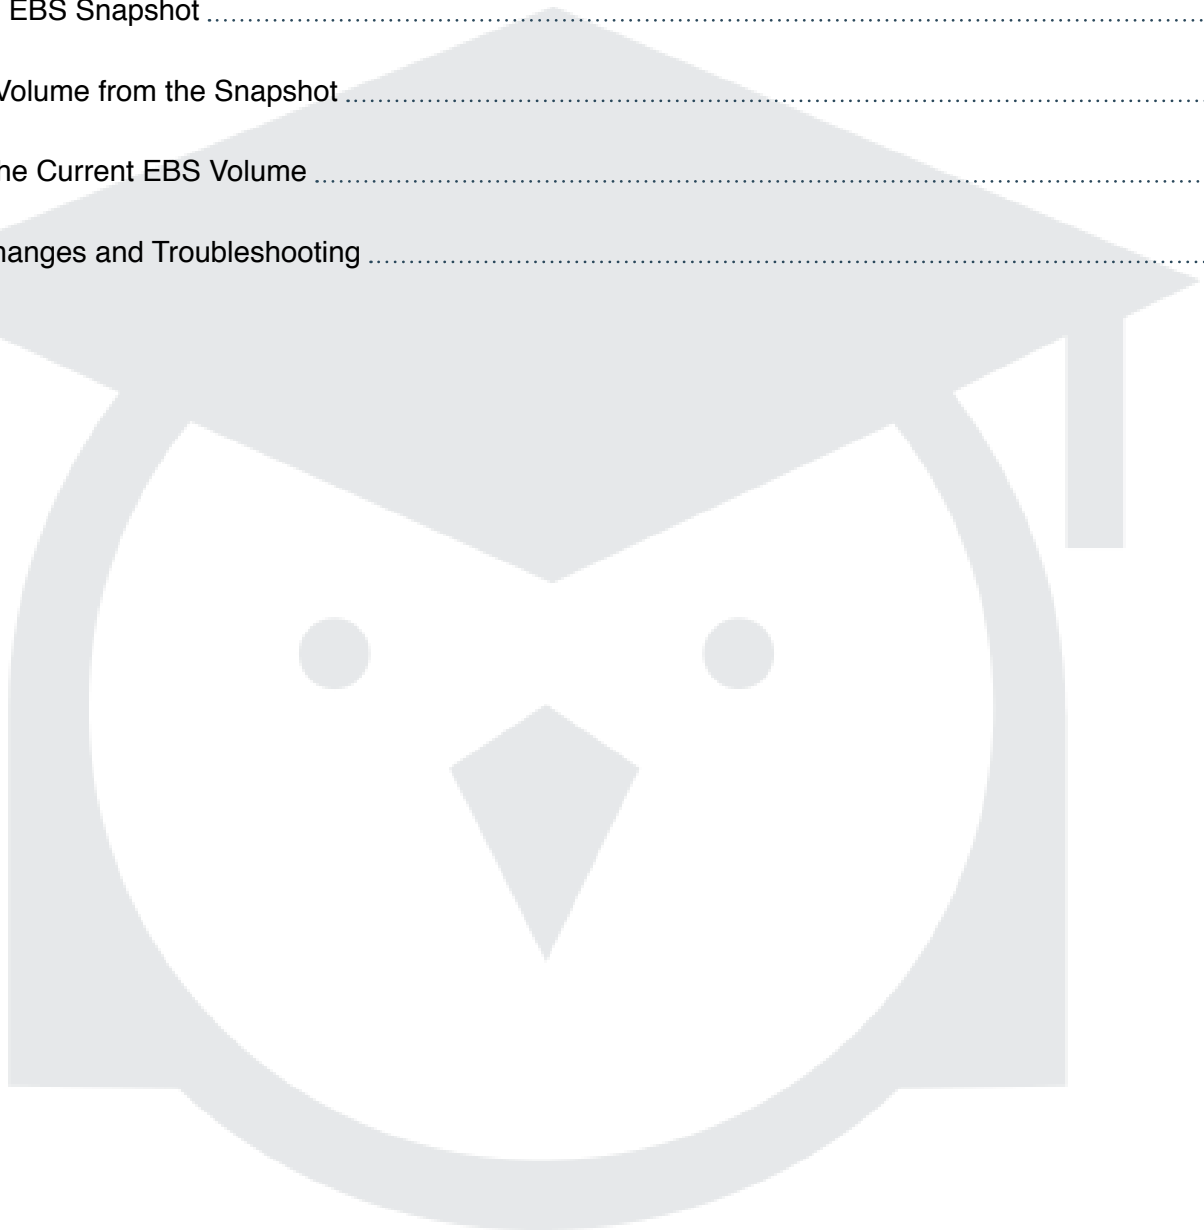 EBS Snapshot
Volume from the Snapshot
he Current EBS Volume
hanges and Troubleshooting